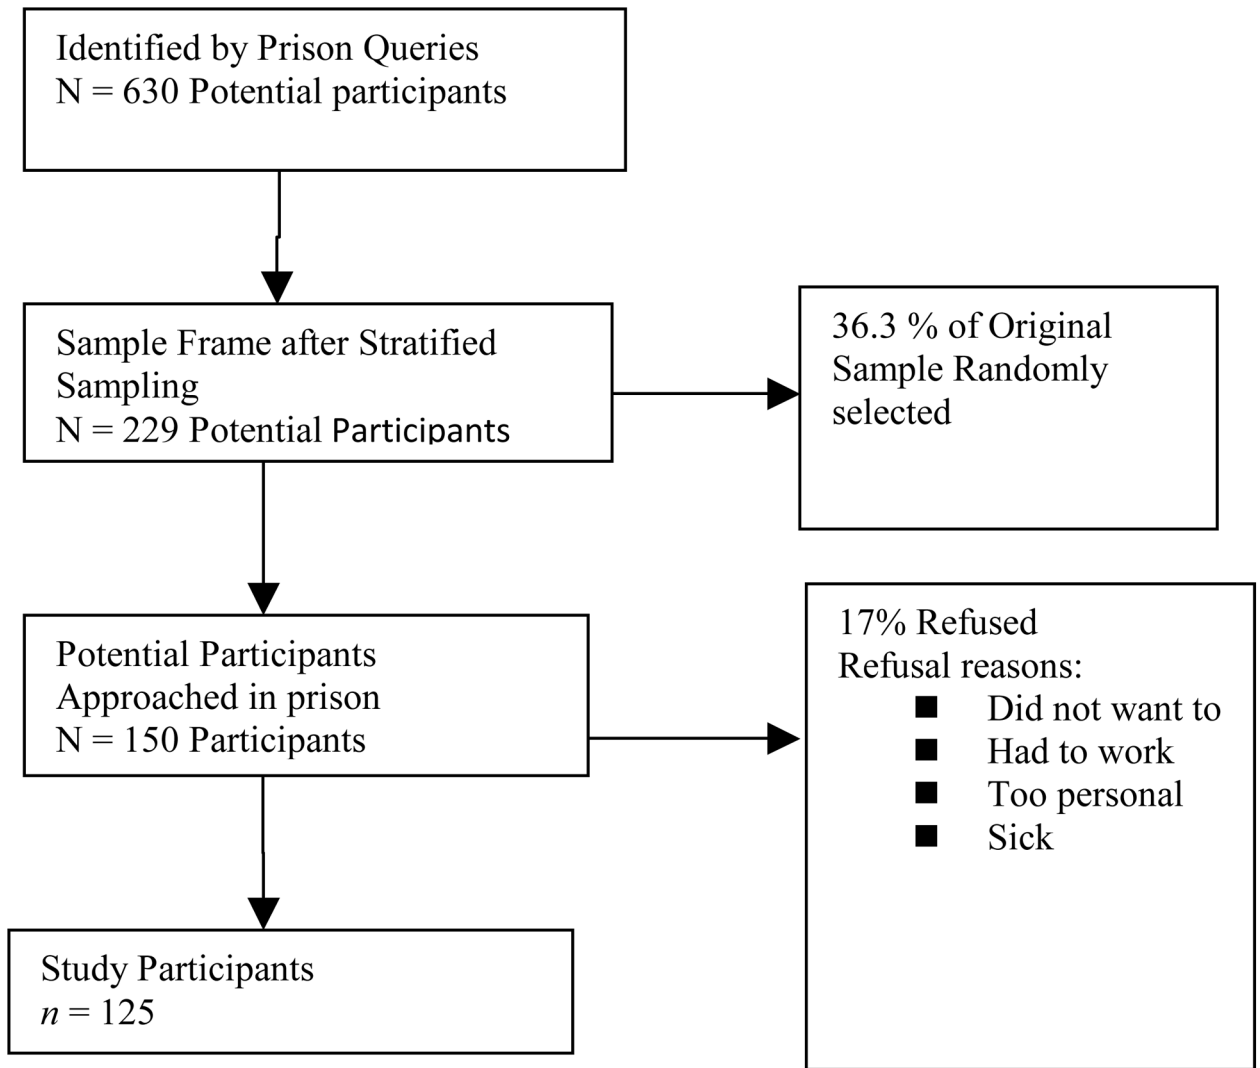 Identified by Prison Queries
N = 630 Potential participants
Sample Frame after Stratified
Sampling
N = 229 Potential Participants
36.3 % of Original
Sample Randomly
selected
Potential Participants
Approached in prison
N = 150 Participants
17% Refused
Refusal reasons:
■ Did not want to
■ Had to work
■ Too personal
■ Sick
Study Participants
n = 125